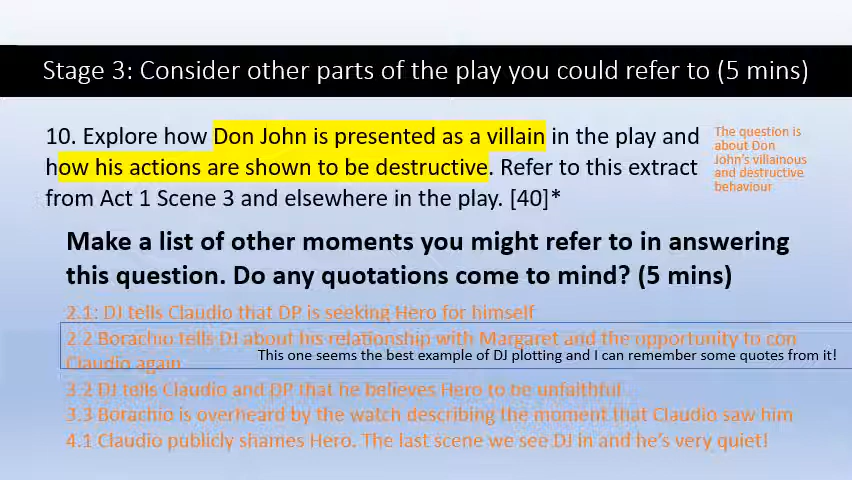 Stage 3: Consider other parts of the play you could refer to (5 mins)
10. Explore how Don John is presented as a villain in the play and
how his actions are shown to be destructive. Refer to this extract
from Act 1 Scene 3 and elsewhere in the play. [40]*
The question is
about Don
John's villainous
and destructive
behaviour
Make a list of other moments you might refer to in answering
this question. Do any quotations come to mind? (5 mins)
2.1: DJ tells Claudio that DP is seeking Hero for himself
2.2 Borachio tells DJ about his relationship with Margaret and the opportunity to con
Claudio again
This one seems the best example of DJ plotting and I can remember some quotes from it!
3.2 DJ tells Claudio and DP that he believes Hero to be unfaithful
3.3 Borachio is overheard by the watch describing the moment that Claudio saw him
4.1 Claudio publicly shames Hero. The last scene we see DJ in and he's very quiet!